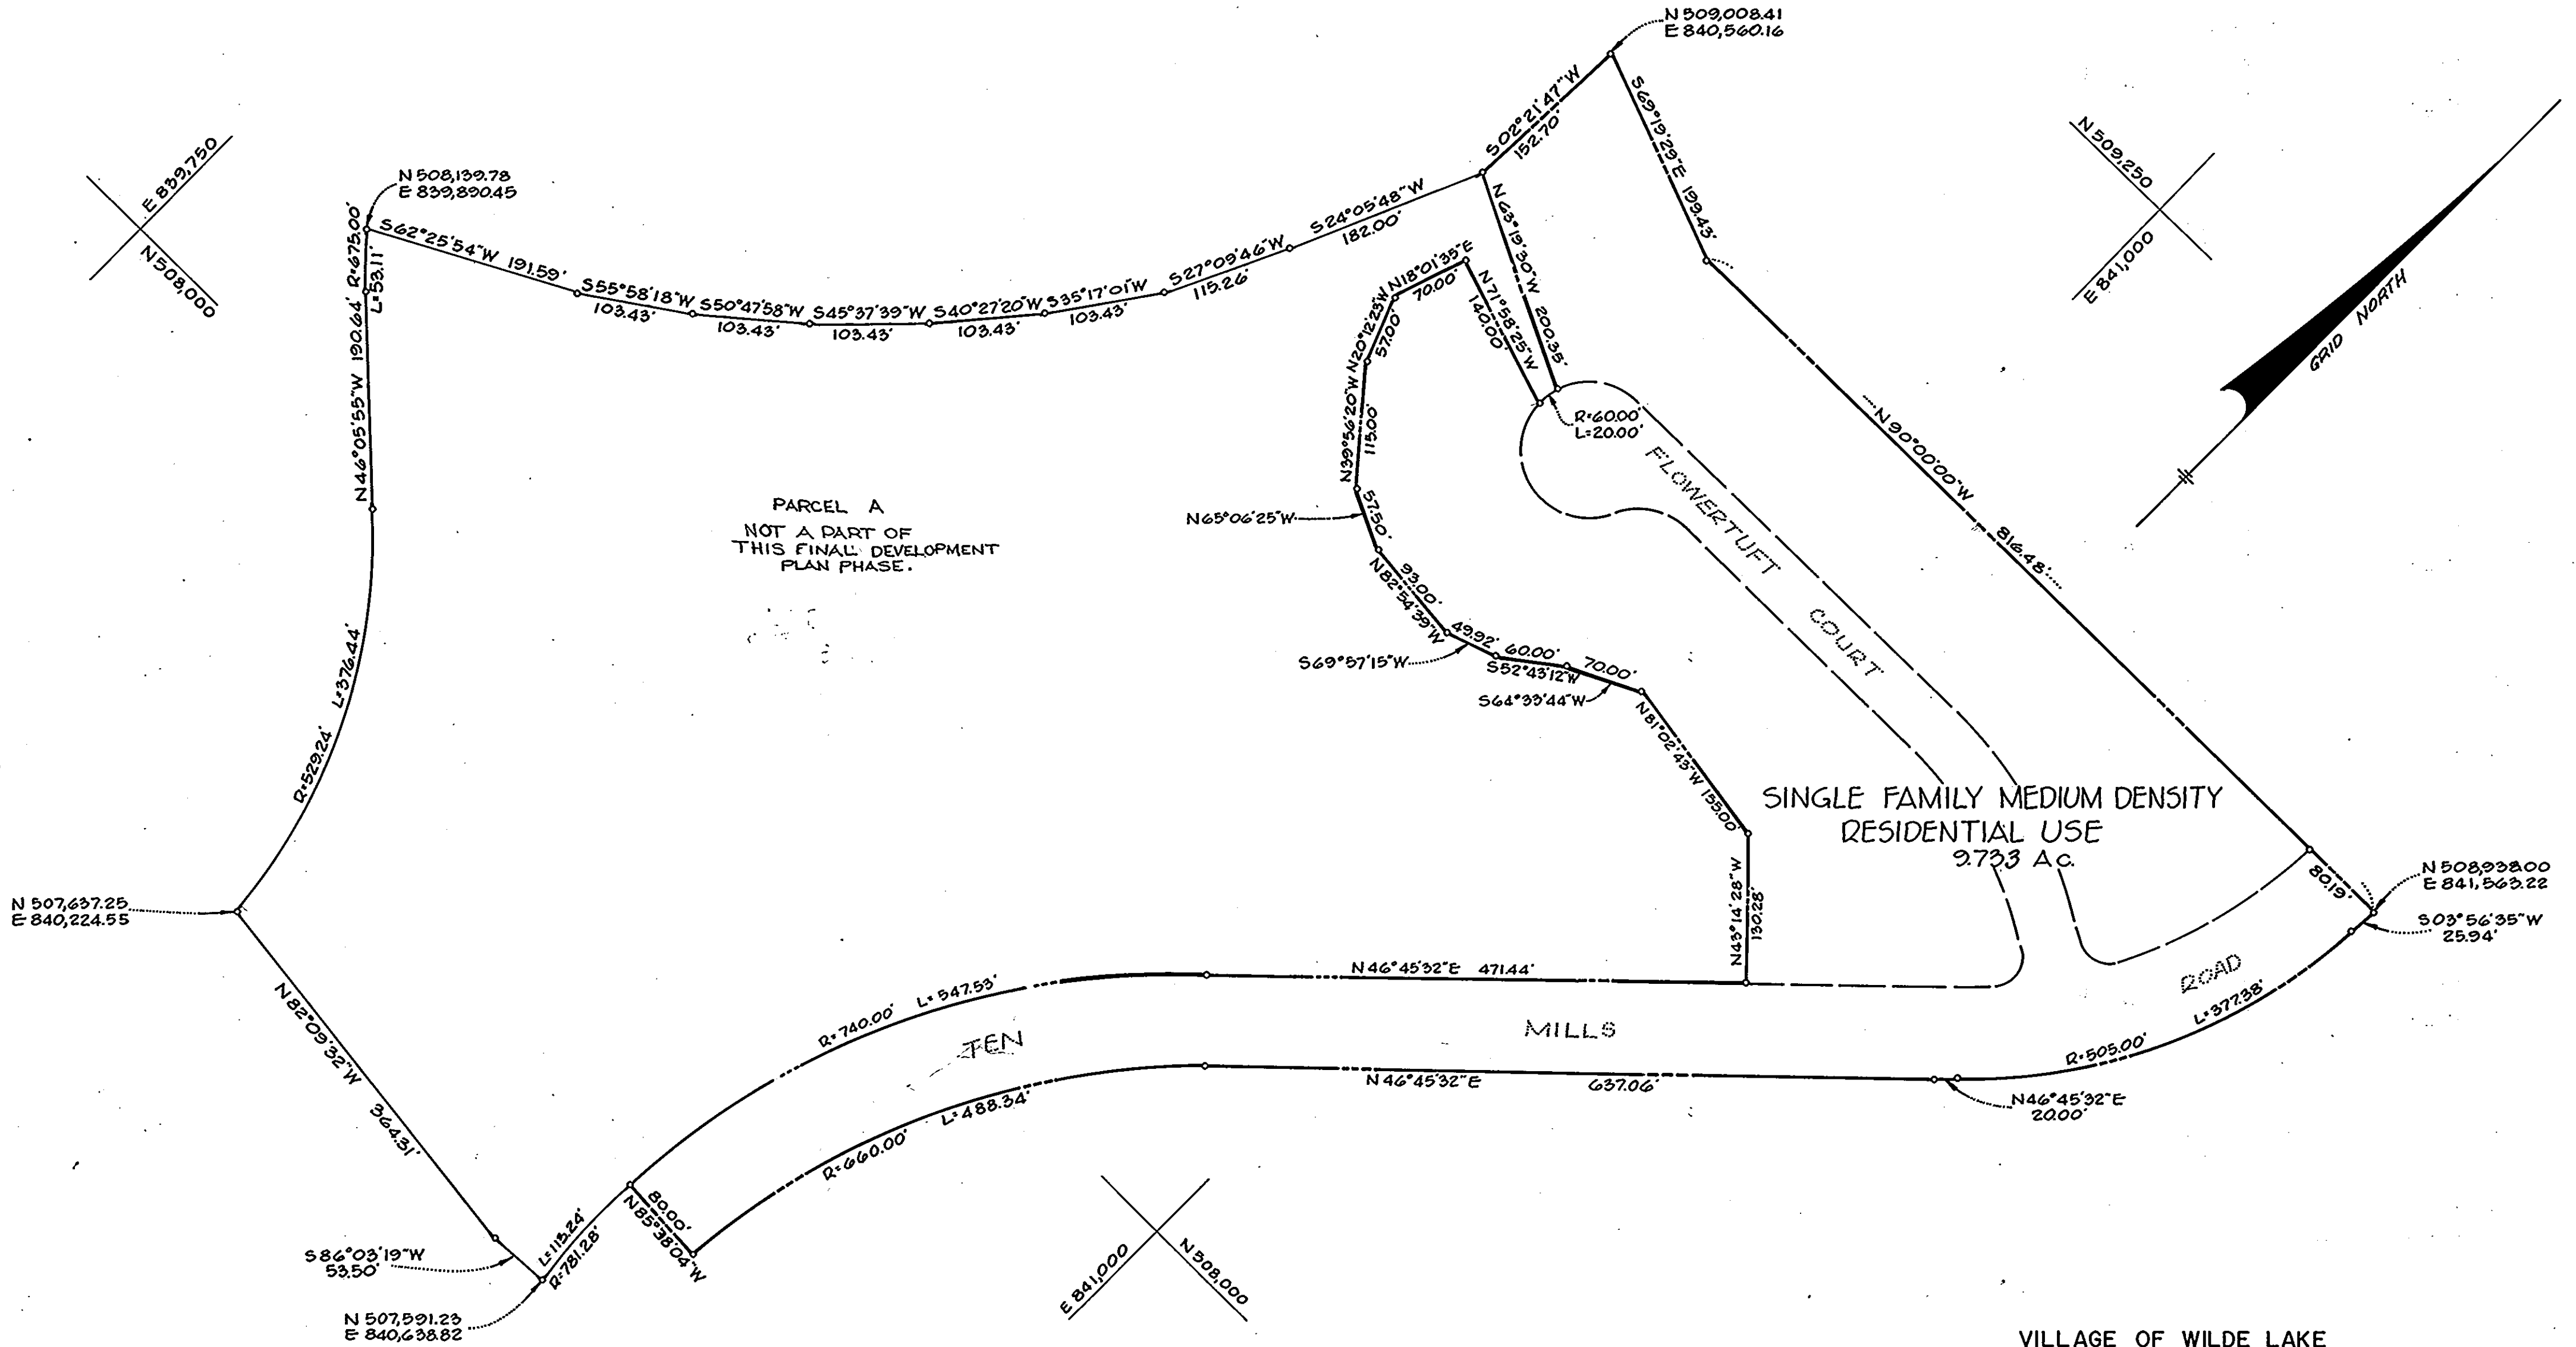 N 509,008.41
E 840,560.16
S02°21'47"W
152.70'
S69°19'29"E 199.43'
E 839,750
N 508,000
N 509,250
E 841,000
GRID NORTH
N 508,139.78
E 839,890.45
R=675.00'
L=53.11'
N46°05'55"W 190.64'
S62°25'54"W 191.59'
S55°58'18"W
103.43'
S50°47'58"W
103.43'
S45°37'39"W
103.43'
S40°27'20"W
103.43'
S35°17'01"W
103.43'
S27°09'46"W
115.26'
S24°05'48"W
182.00'
N63°19'30"W 200.35'
N18°01'35"E
70.00'
N71°58'25"W
140.00'
N20°12'23"W
57.00'
N39°56'20"W
115.00'
R=60.00'
L=20.00'
FLOWERTUFT COURT
N90°00'00"W 816.48'
PARCEL A
NOT A PART OF
THIS FINAL DEVELOPMENT
PLAN PHASE.
N65°06'25"W
57.50'
93.00'
N82°54'39"W
49.92'
S69°57'15"W
60.00'
S52°43'12"W
70.00'
S64°33'44"W
N81°02'43"W 155.00'
R=529.24' L=376.44'
SINGLE FAMILY MEDIUM DENSITY
RESIDENTIAL USE
9.733 Ac.
80.19'
N 508,938.00
E 841,563.22
S03°56'35"W
25.94'
N 507,637.25
E 840,224.55
N43°14'28"W
130.28'
N46°45'32"E 471.44'
R=740.00' L=547.53'
TEN MILLS ROAD
R=505.00' L=377.38'
N46°45'32"E 637.06'
N46°45'32"E
20.00'
R=660.00' L=488.34'
N82°09'32"W 364.31'
80.00'
N85°38'04"W
L=113.24'
R=781.28'
S86°03'19"W
53.50'
N 507,591.23
E 840,638.82
E 841,000
N 508,000
VILLAGE OF WILDE LAKE